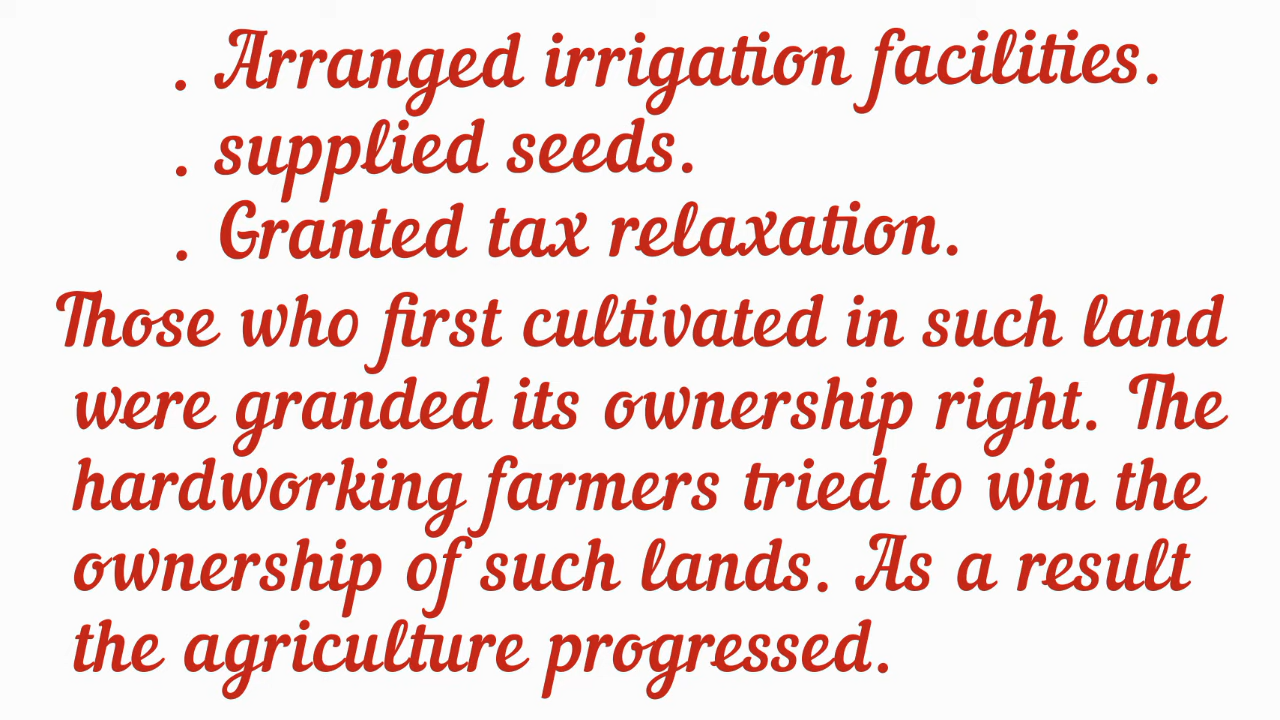 . Arranged irrigation facilities.
. supplied seeds.
. Granted tax relaxation.
Those who first cultivated in such land
were granded its ownership right. The
hardworking farmers tried to win the
ownership of such lands. As a result
the agriculture progressed.